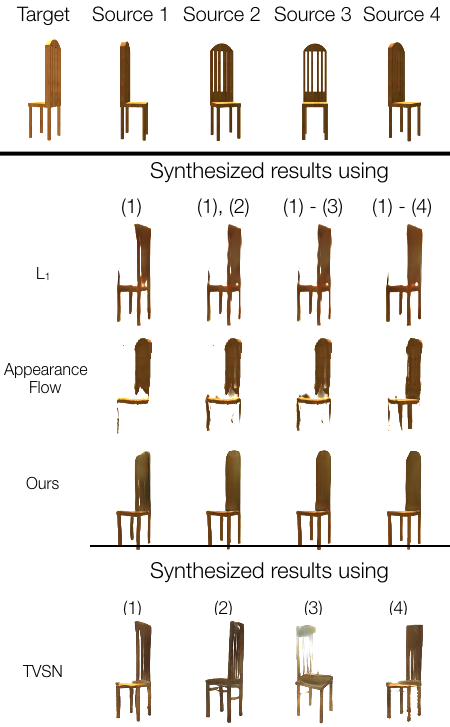 Target Source 1 Source 2 Source 3 Source 4
Synthesized results using
(1) (1), (2) (1) - (3) (1) - (4)
L₁
Appearance
Flow
Ours
Synthesized results using
(1) (2) (3) (4)
TVSN